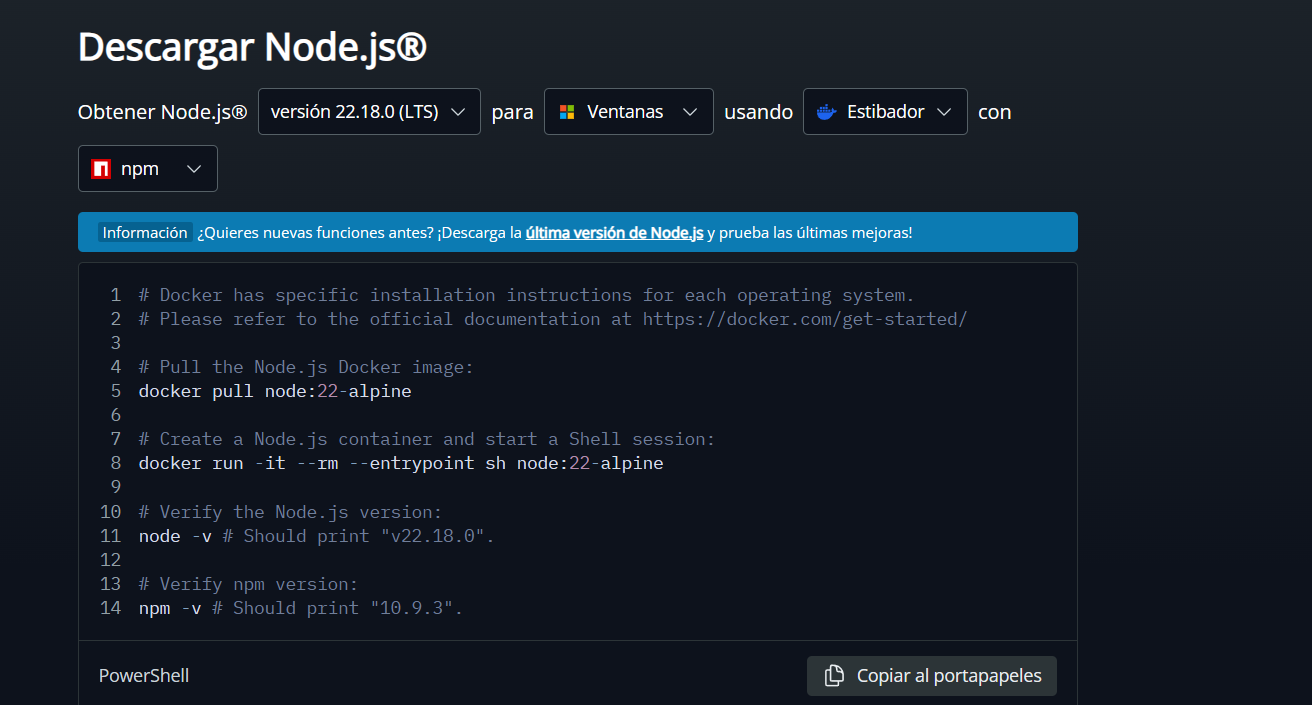 Descargar Node.js®
Obtener Node.js® versión 22.18.0 (LTS) para Ventanas usando Estibador con
npm
Información ¿Quieres nuevas funciones antes? ¡Descarga la última versión de Node.js y prueba las últimas mejoras!
1 # Docker has specific installation instructions for each operating system.
2 # Please refer to the official documentation at https://docker.com/get-started/
3
4 # Pull the Node.js Docker image:
5 docker pull node:22-alpine
6
7 # Create a Node.js container and start a Shell session:
8 docker run -it --rm --entrypoint sh node:22-alpine
9
10 # Verify the Node.js version:
11 node -v # Should print "v22.18.0".
12
13 # Verify npm version:
14 npm -v # Should print "10.9.3".
PowerShell Copiar al portapapeles